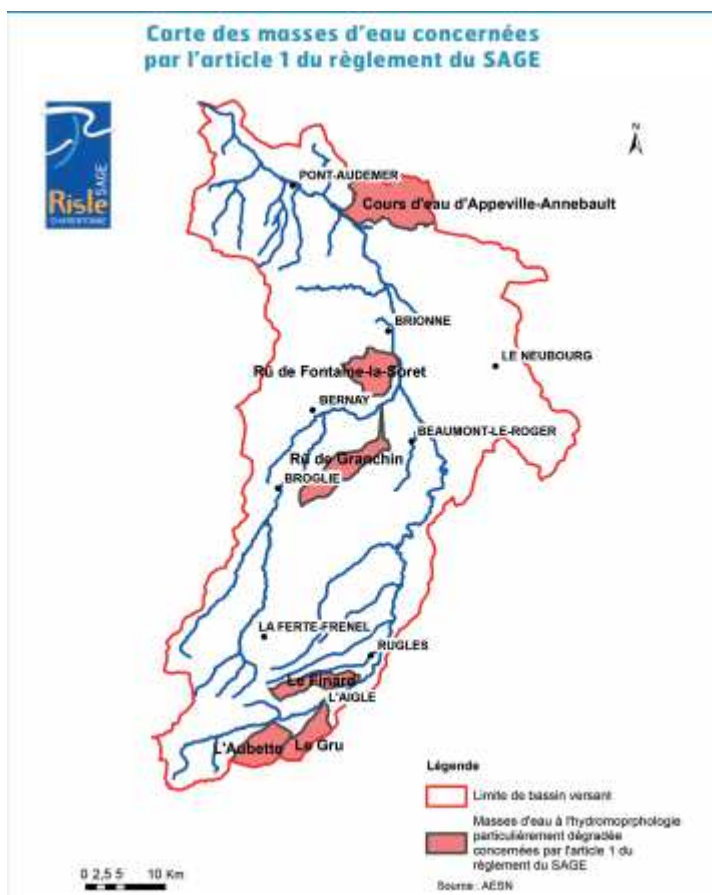 Carte des masses d'eau concernées
par l'article 1 du règlement du SAGE
SAGE
Risle
CHARENTONNE
N
PONT-AUDEMER
Cours d'eau d'Appeville-Annebault
BRIONNE
LE NEUBOURG
Rû de Fontaine-la-Soret
BERNAY
BEAUMONT-LE-ROGER
Rû de Granchin
BROGLIE
LA FERTE-FRENEL
RUGLES
Le Finard
L'AIGLE
L'Aubette
Le Gru
Légende
Limite de bassin versant
Masses d'eau à l'hydromoprphologie
particulièrement dégradée
concernées par l'article 1 du
règlement du SAGE
0 2,5 5 10 Km
Source : AESN